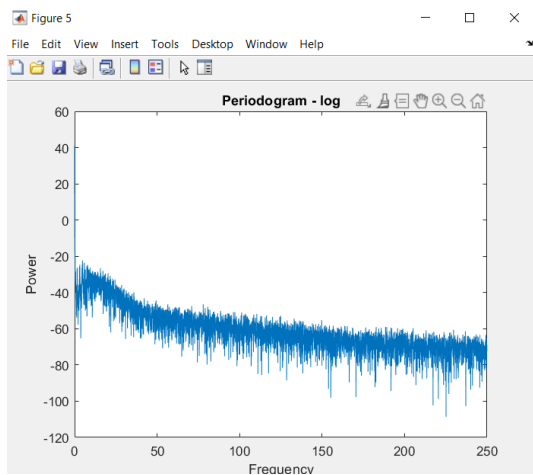 Figure 5
File Edit View Insert Tools Desktop Window Help
Periodogram - log
60
40
20
0
-20
-40
-60
-80
-100
-120
Power
0 50 100 150 200 250
Frequency